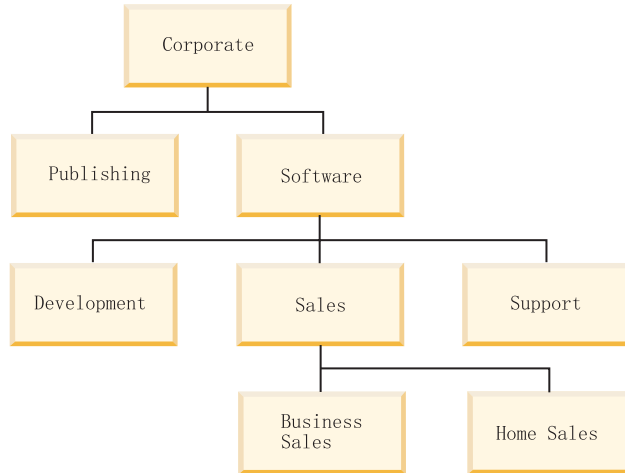 Corporate
Publishing
Software
Development
Sales
Support
Business
Sales
Home Sales